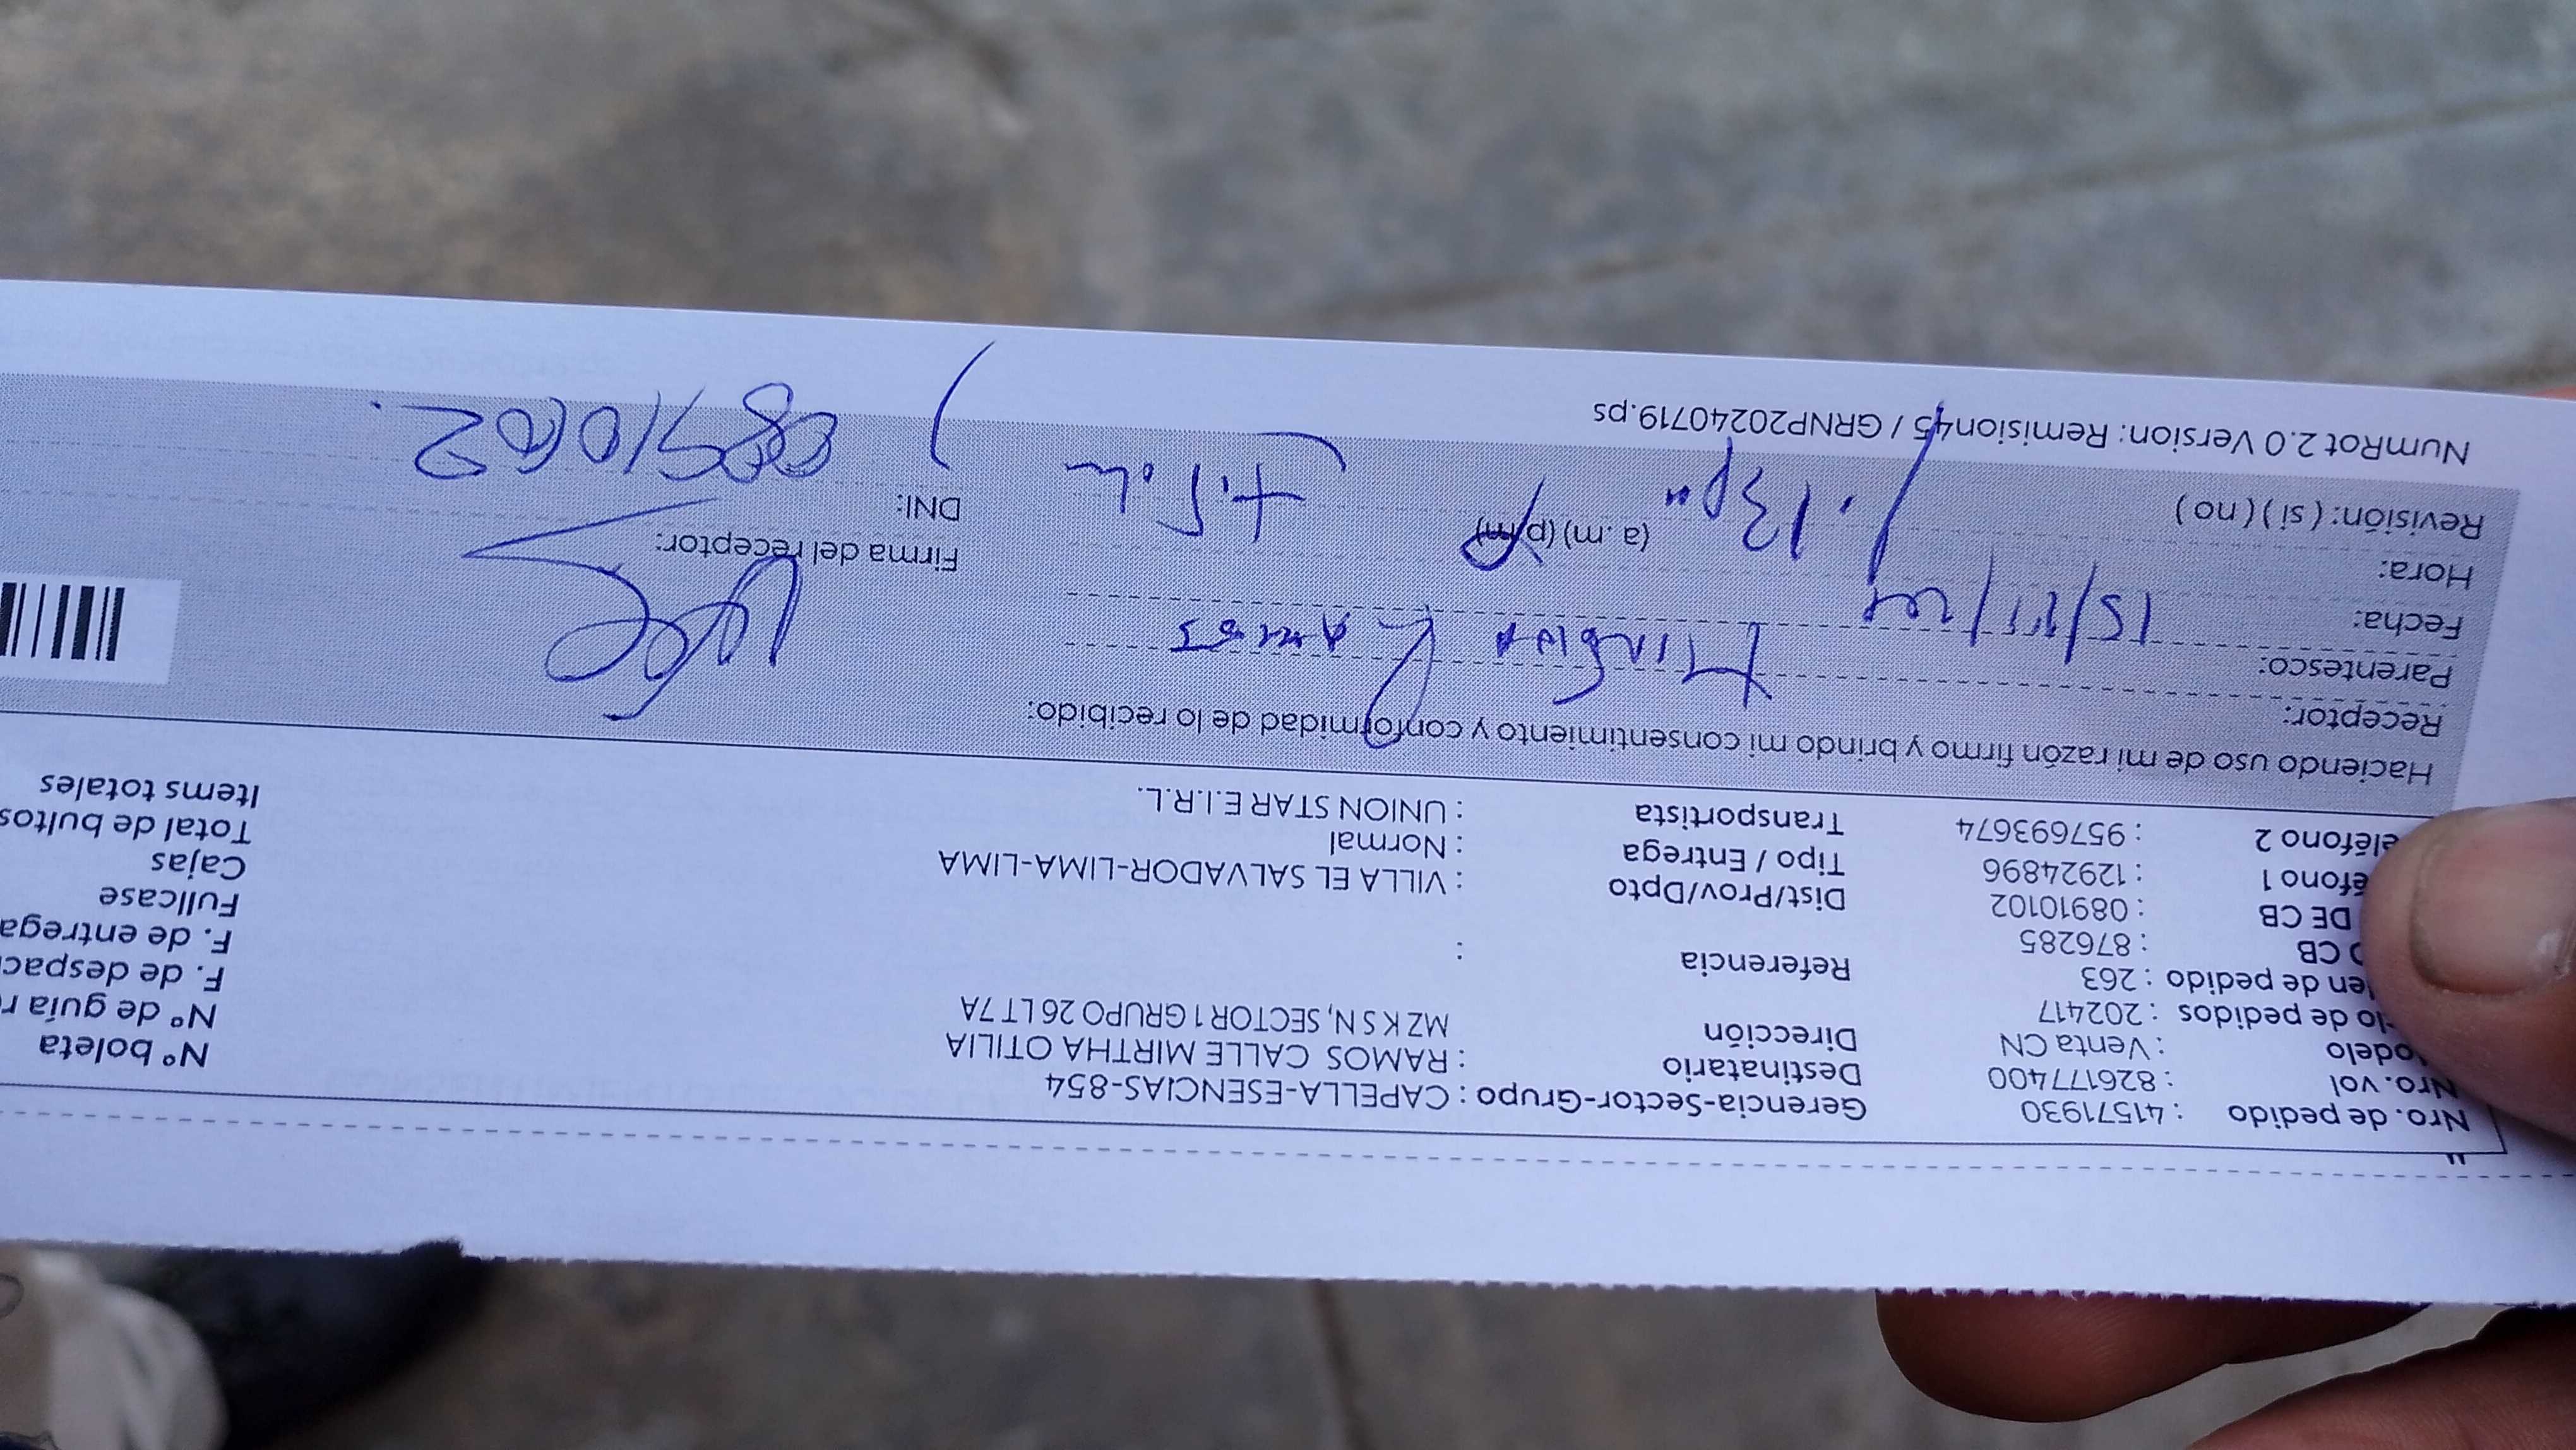 Nro. de pedido : 41571930
Nro. vol : 826177400
odelo : Venta CN
lo de pedidos : 202417
en de pedido : 263
CB : 876285
DE CB : 08910102
éfono 1 : 12924896
eléfono 2 : 957693674
Gerencia-Sector-Grupo : CAPELLA-ESENCIAS-854
Destinatario : RAMOS CALLE MIRTHA OTILIA
Dirección MZ K S N, SECTOR 1 GRUPO 26 LT 7A
Referencia :
Dist/Prov/Dpto : VILLA EL SALVADOR-LIMA-LIMA
Tipo / Entrega : Normal
Transportista : UNION STAR E.I.R.L.
Nº boleta
Nº de guía r
F. de despac
F. de entrega
Fullcase
Cajas
Total de bultos
Items totales
Haciendo uso de mi razón firmo y brindo mi consentimiento y conformidad de lo recibido:
Receptor:
Parentesco: Ramos
Fecha: 15/11/
Hora: (a. m) (p.m)
Revisión: ( si ) ( no )
Firma del receptor:
DNI: 08910102
NumRot 2.0 Version: Remision45 / GRNP20240719.ps